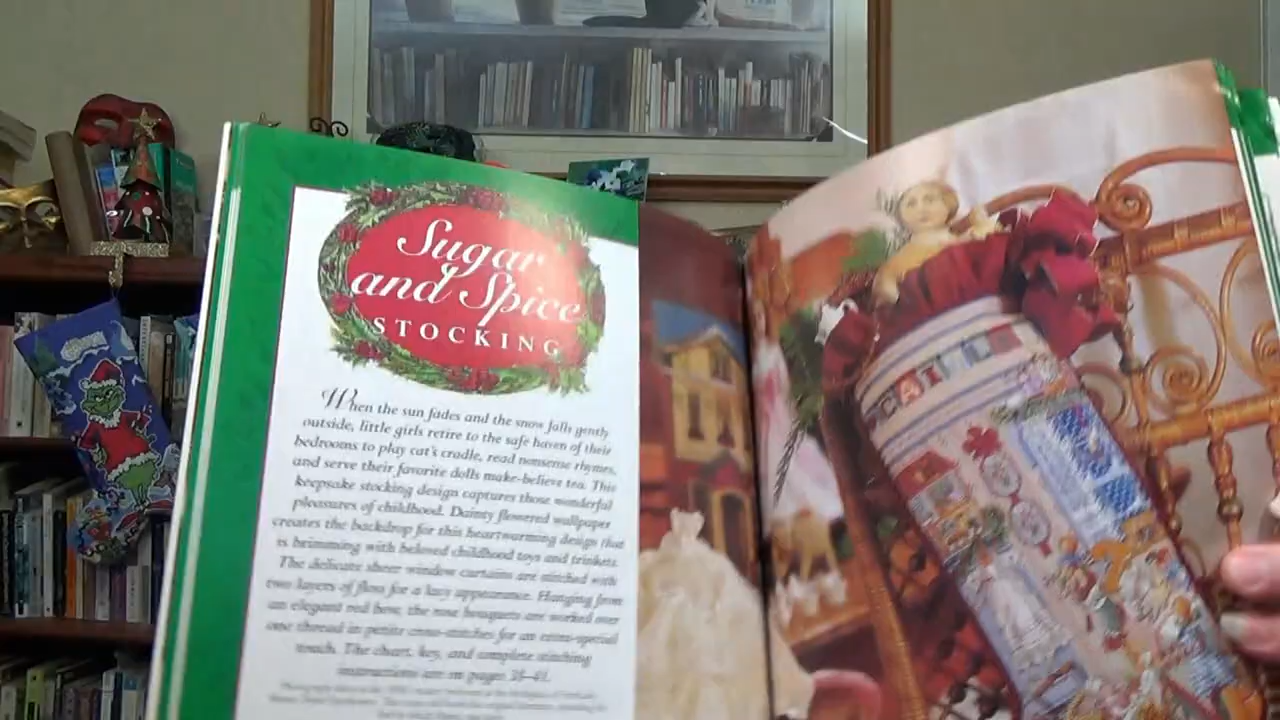 Sugar
and Spice
STOCKING
When the sun fades and the snow falls gently
outside, little girls retire to the safe haven of their
bedrooms to play cat's cradle, read nonsense rhymes,
and serve their favorite dolls make-believe tea. This
keepsake stocking design captures those wonderful
pleasures of childhood. Dainty flowered wallpaper
creates the backdrop for this heartwarming design that
is brimming with beloved childhood toys and trinkets.
The delicate sheer window curtains are stitched with
two layers of floss for a lacy appearance. Hanging from
an elegant red bow, the rose bouquets are worked over
one thread in petite cross-stitches for an extra-special
touch. The chart, key, and complete stitching
instructions are on pages